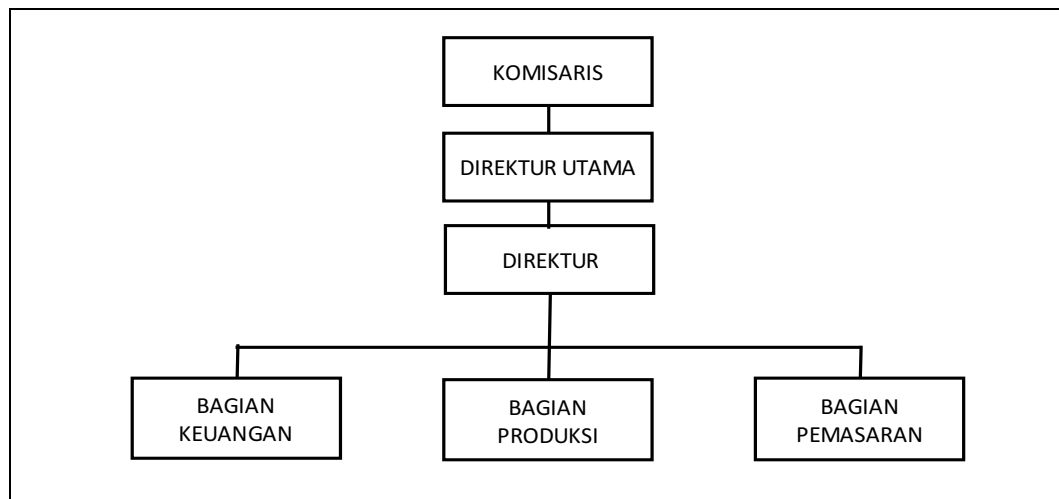 KOMISARIS
DIREKTUR UTAMA
DIREKTUR
BAGIAN
KEUANGAN
BAGIAN
PRODUKSI
BAGIAN
PEMASARAN